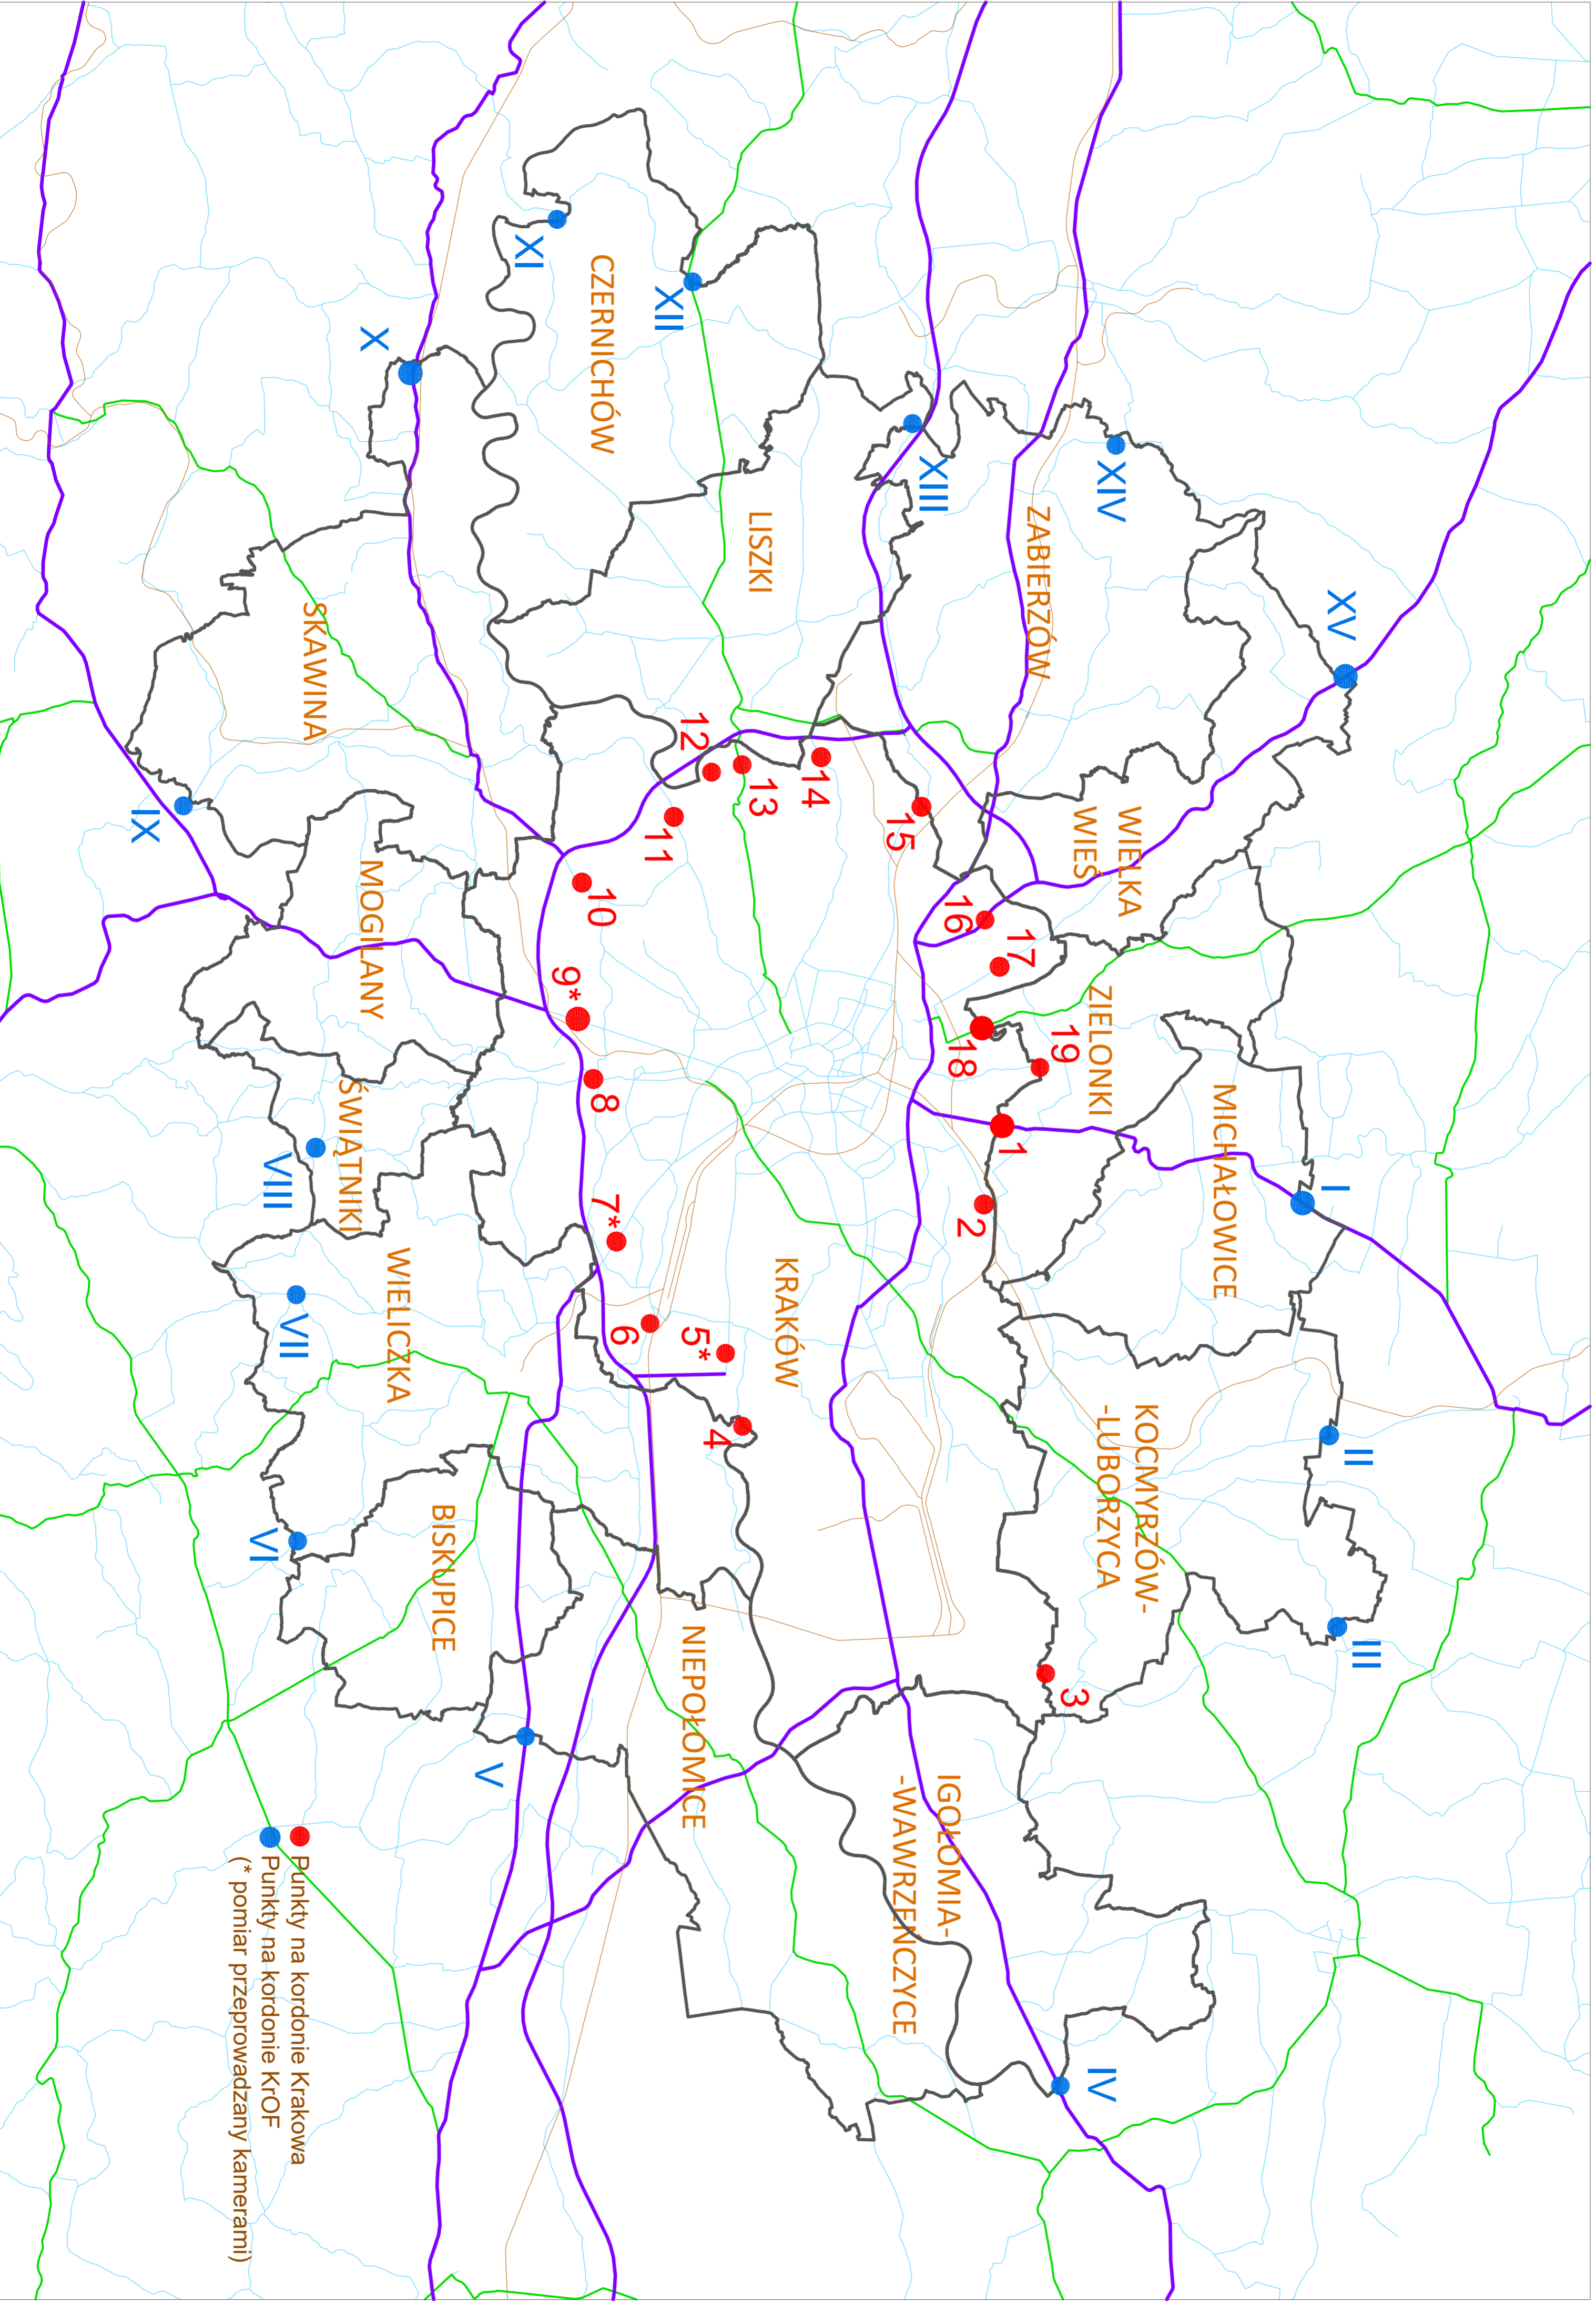 XV
XIV
XIII
XII
XI
X
IX
VIII
VII
VI
V
IV
III
II
I
WIELKA
WIEŚ
ZABIERZÓW
LISZKI
CZERNICHÓW
SKAWINA
MOGILANY
ŚWIĄTNIKI
WIELICZKA
BISKUPICE
NIEPOŁOMICE
IGOŁOMIA-
-WAWRZEŃCZYCE
KOCMYRZÓW-
-LUBORZYCA
MICHAŁOWICE
ZIELONKI
KRAKÓW
1
2
3
4
5*
6
7*
8
9*
10
11
12
13
14
15
16
17
18
19
Punkty na kordonie Krakowa
Punkty na kordonie KrOF
(* pomiar przeprowadzany kamerami)